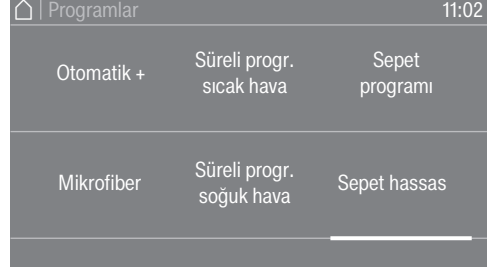 | Programlar 11:02
Otomatik +
Süreli progr.
sıcak hava
Sepet
programı
Mikrofiber
Süreli progr.
soğuk hava
Sepet hassas